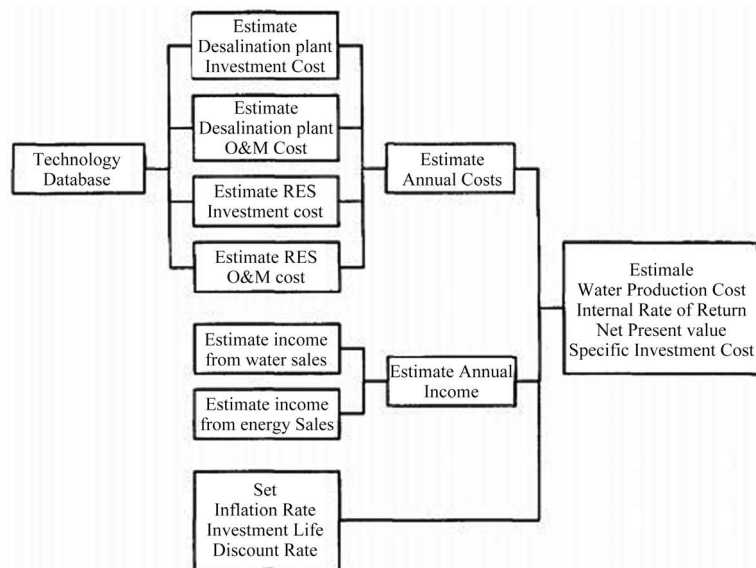 Estimate
Desalination plant
Investment Cost
Estimate
Desalination plant
O&M Cost
Technology
Database
Estimate RES
Investment cost
Estimate RES
O&M cost
Estimate
Annual Costs
Estimate income
from water sales
Estimate income
from energy Sales
Estimate Annual
Income
Set
Inflation Rate
Investment Life
Discount Rate
Estimale
Water Production Cost
Internal Rate of Return
Net Present value
Specific Investment Cost